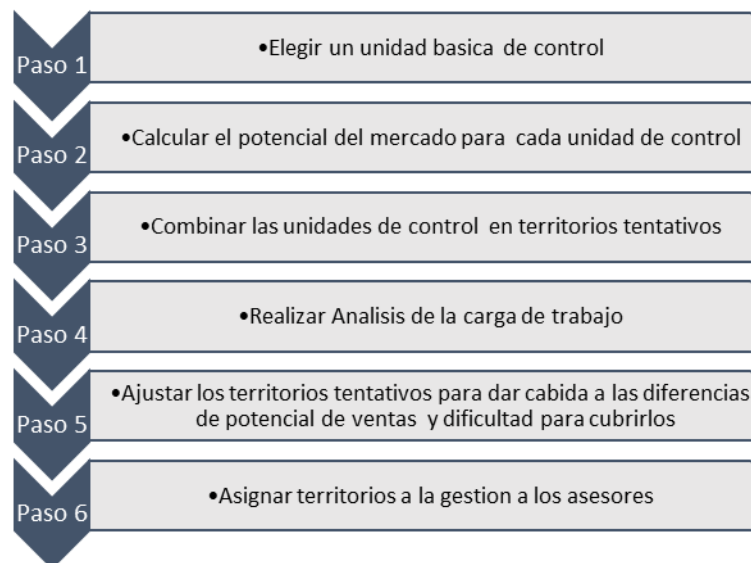 Paso 1
•Elegir un unidad basica de control
Paso 2
•Calcular el potencial del mercado para cada unidad de control
Paso 3
•Combinar las unidades de control en territorios tentativos
Paso 4
•Realizar Analisis de la carga de trabajo
Paso 5
•Ajustar los territorios tentativos para dar cabida a las diferencias
de potencial de ventas y dificultad para cubrirlos
Paso 6
•Asignar territorios a la gestion a los asesores